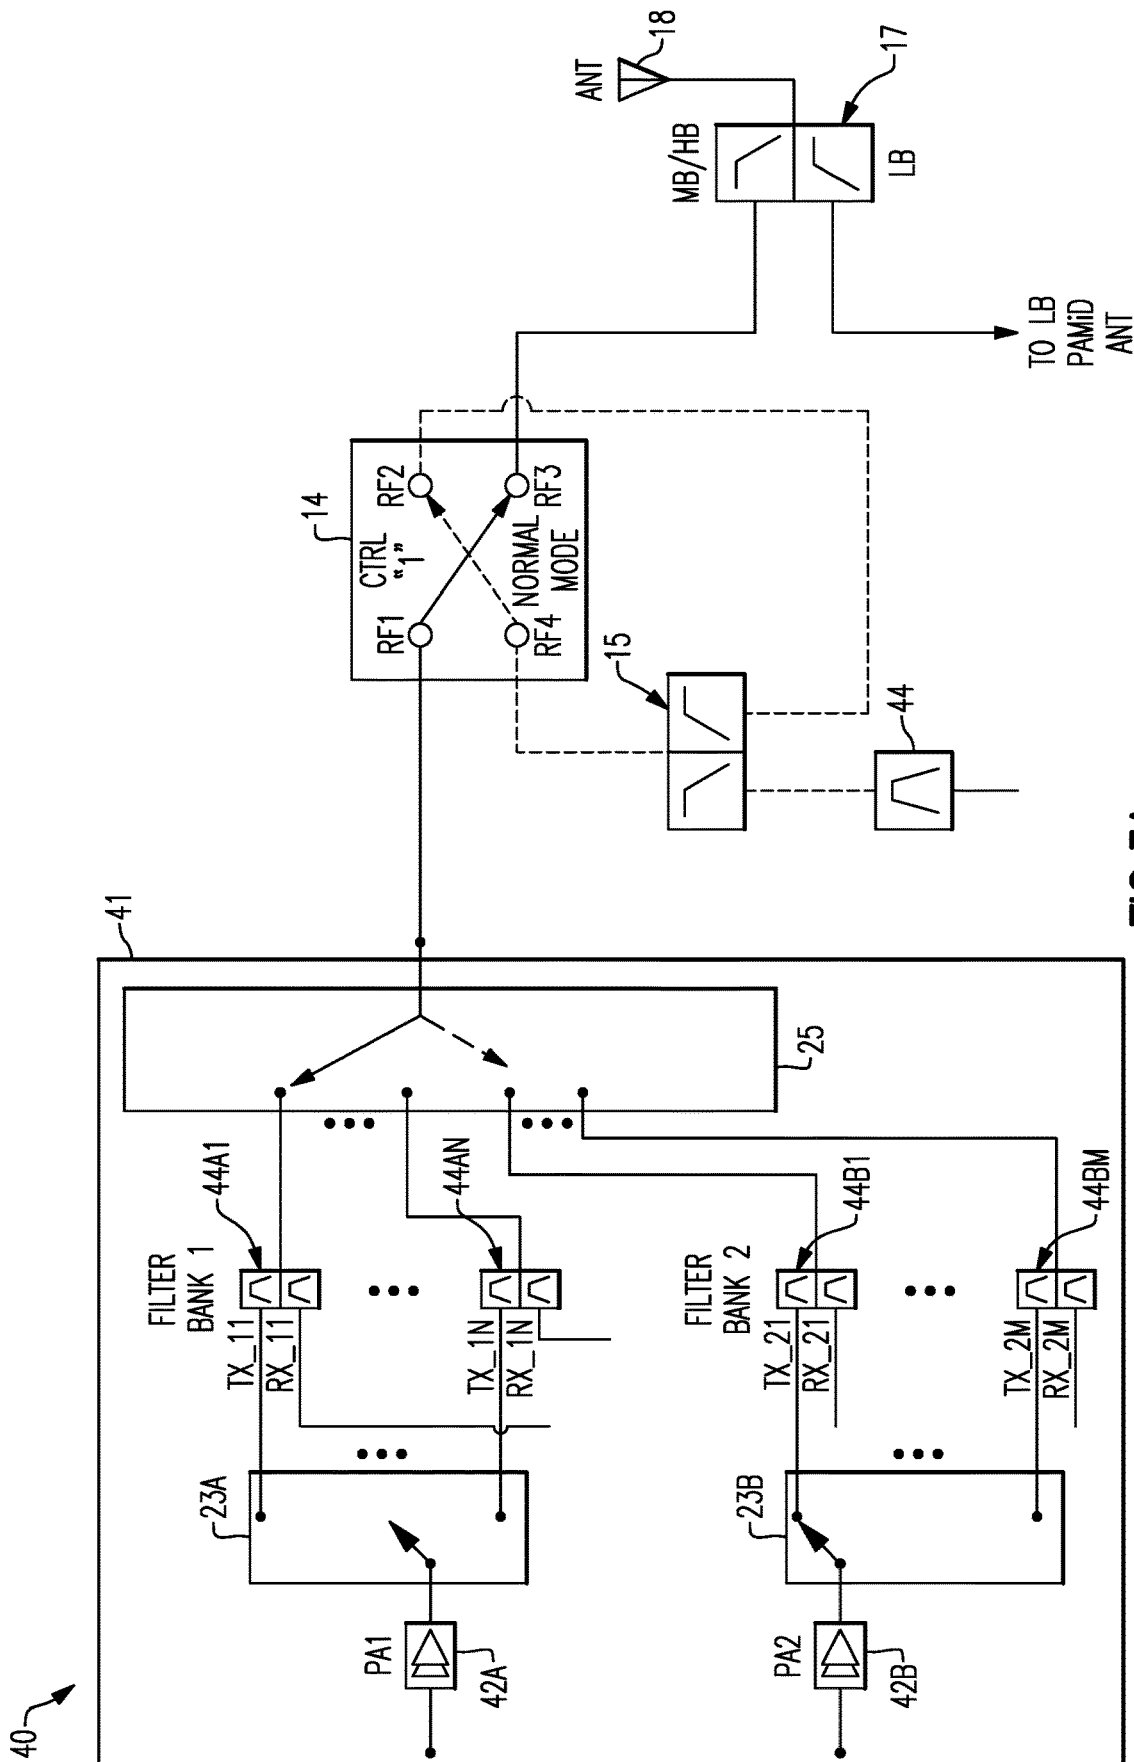 40
41
PA1
42A
23A
FILTER
BANK 1
TX_11
RX_11
44A1
TX_1N
RX_1N
44AN
PA2
42B
23B
FILTER
BANK 2
TX_21
RX_21
44B1
TX_2M
RX_2M
44BM
25
14
CTRL
“1”
RF1
RF2
RF4
RF3
NORMAL
MODE
15
44
MB/HB
LB
17
ANT
18
TO LB
PAMiD
ANT